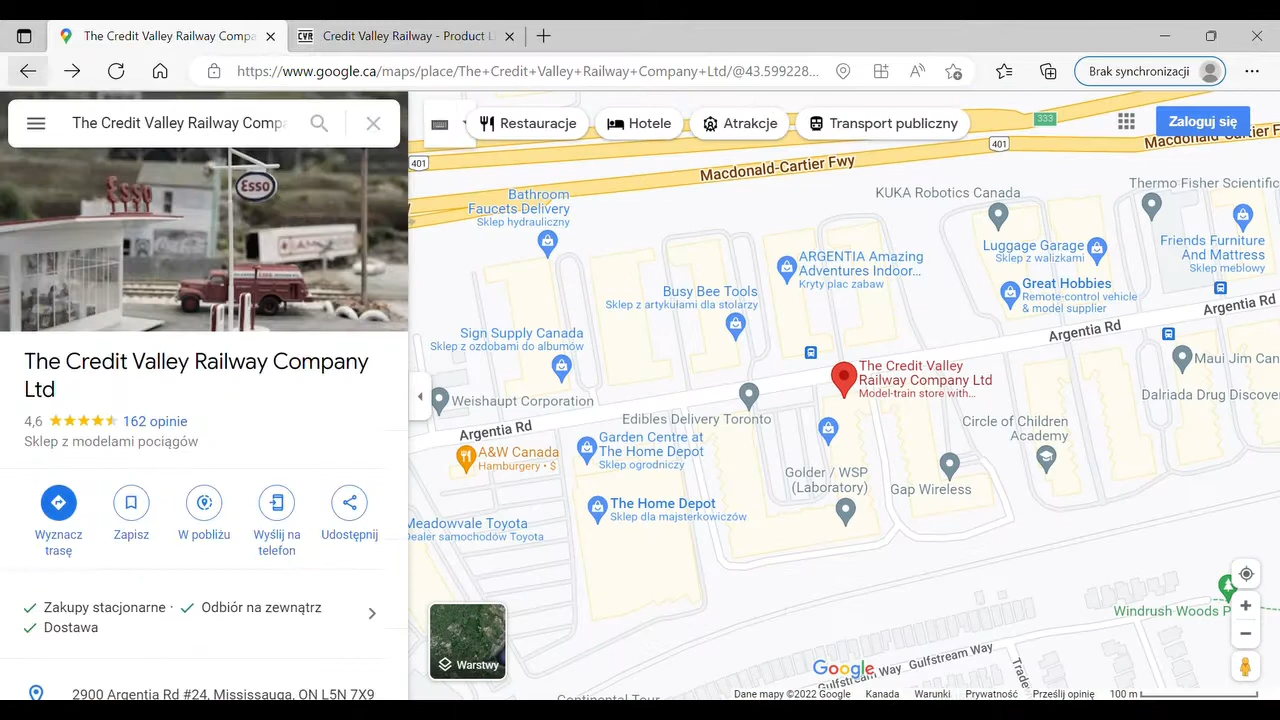 The Credit Valley Railway Compa
CVR Credit Valley Railway - Product L
https://www.google.ca/maps/place/The+Credit+Valley+Railway+Company+Ltd/@43.599228...
Brak synchronizacji
The Credit Valley Railway Compa
Restauracje
Hotele
Atrakcje
Transport publiczny
Zaloguj się
Esso
Esso
The Credit Valley Railway Company
Ltd
4,6
162 opinie
Sklep z modelami pociągów
Wyznacz
trasę
Zapisz
W pobliżu
Wyślij na
telefon
Udostępnij
Zakupy stacjonarne ·
Odbiór na zewnątrz
Dostawa
2900 Argentia Rd #24, Mississauga, ON L5N 7X9
333
401
401
Macdonald-Cartier Fwy
Macdonald-Cartier F
Bathroom
Faucets Delivery
Sklep hydrauliczny
KUKA Robotics Canada
Thermo Fisher Scientific
Luggage Garage
Sklep z walizkami
Friends Furniture
And Mattress
Sklep meblowy
ARGENTIA Amazing
Adventures Indoor...
Kryty plac zabaw
Great Hobbies
Remote-control vehicle
& model supplier
Busy Bee Tools
Sklep z artykułami dla stolarzy
Argentia Rd
Argentia Rd
Sign Supply Canada
Sklep z ozdobami do albumów
The Credit Valley
Railway Company Ltd
Model-train store with...
Maui Jim Can
Weishaupt Corporation
Dalriada Drug Discover
Edibles Delivery Toronto
Argentia Rd
Circle of Children
Academy
Garden Centre at
The Home Depot
Sklep ogrodniczy
A&W Canada
Hamburgery • $
Golder / WSP
(Laboratory)
Gap Wireless
The Home Depot
Sklep dla majsterkowiczów
Meadowvale Toyota
Dealer samochodów Toyota
Windrush Woods P
Warstwy
Google
Gulfstream Way
Gulfstream Way
Continental Tour
Dane mapy ©2022 Google
Kanada
Warunki
Prywatność
Prześlij opinię
100 m